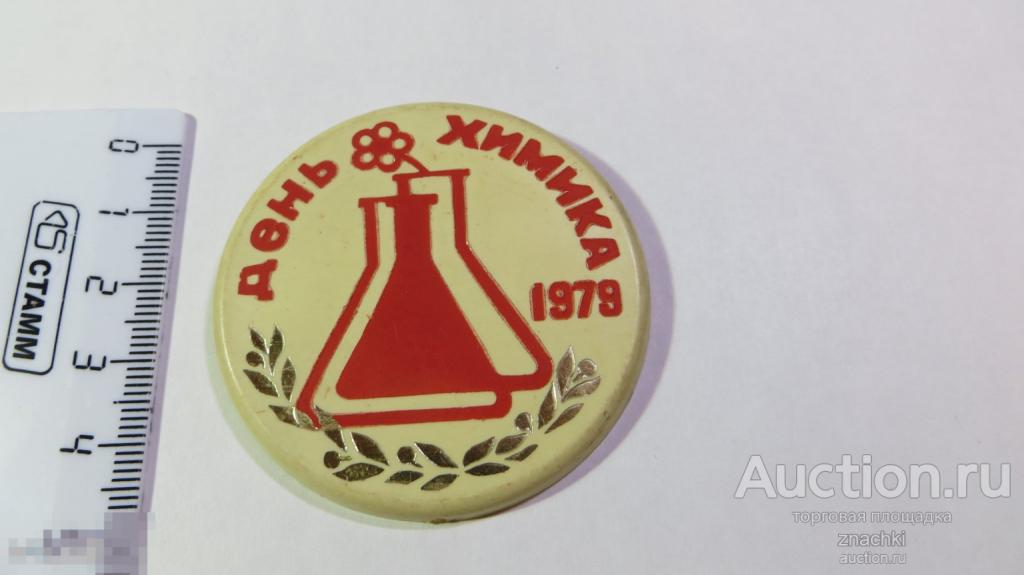 ДЕНЬ ХИМИКА
1979
0
1
2
3
4
СТАММ
Auction.ru
торговая площадка
znachki
auction.ru